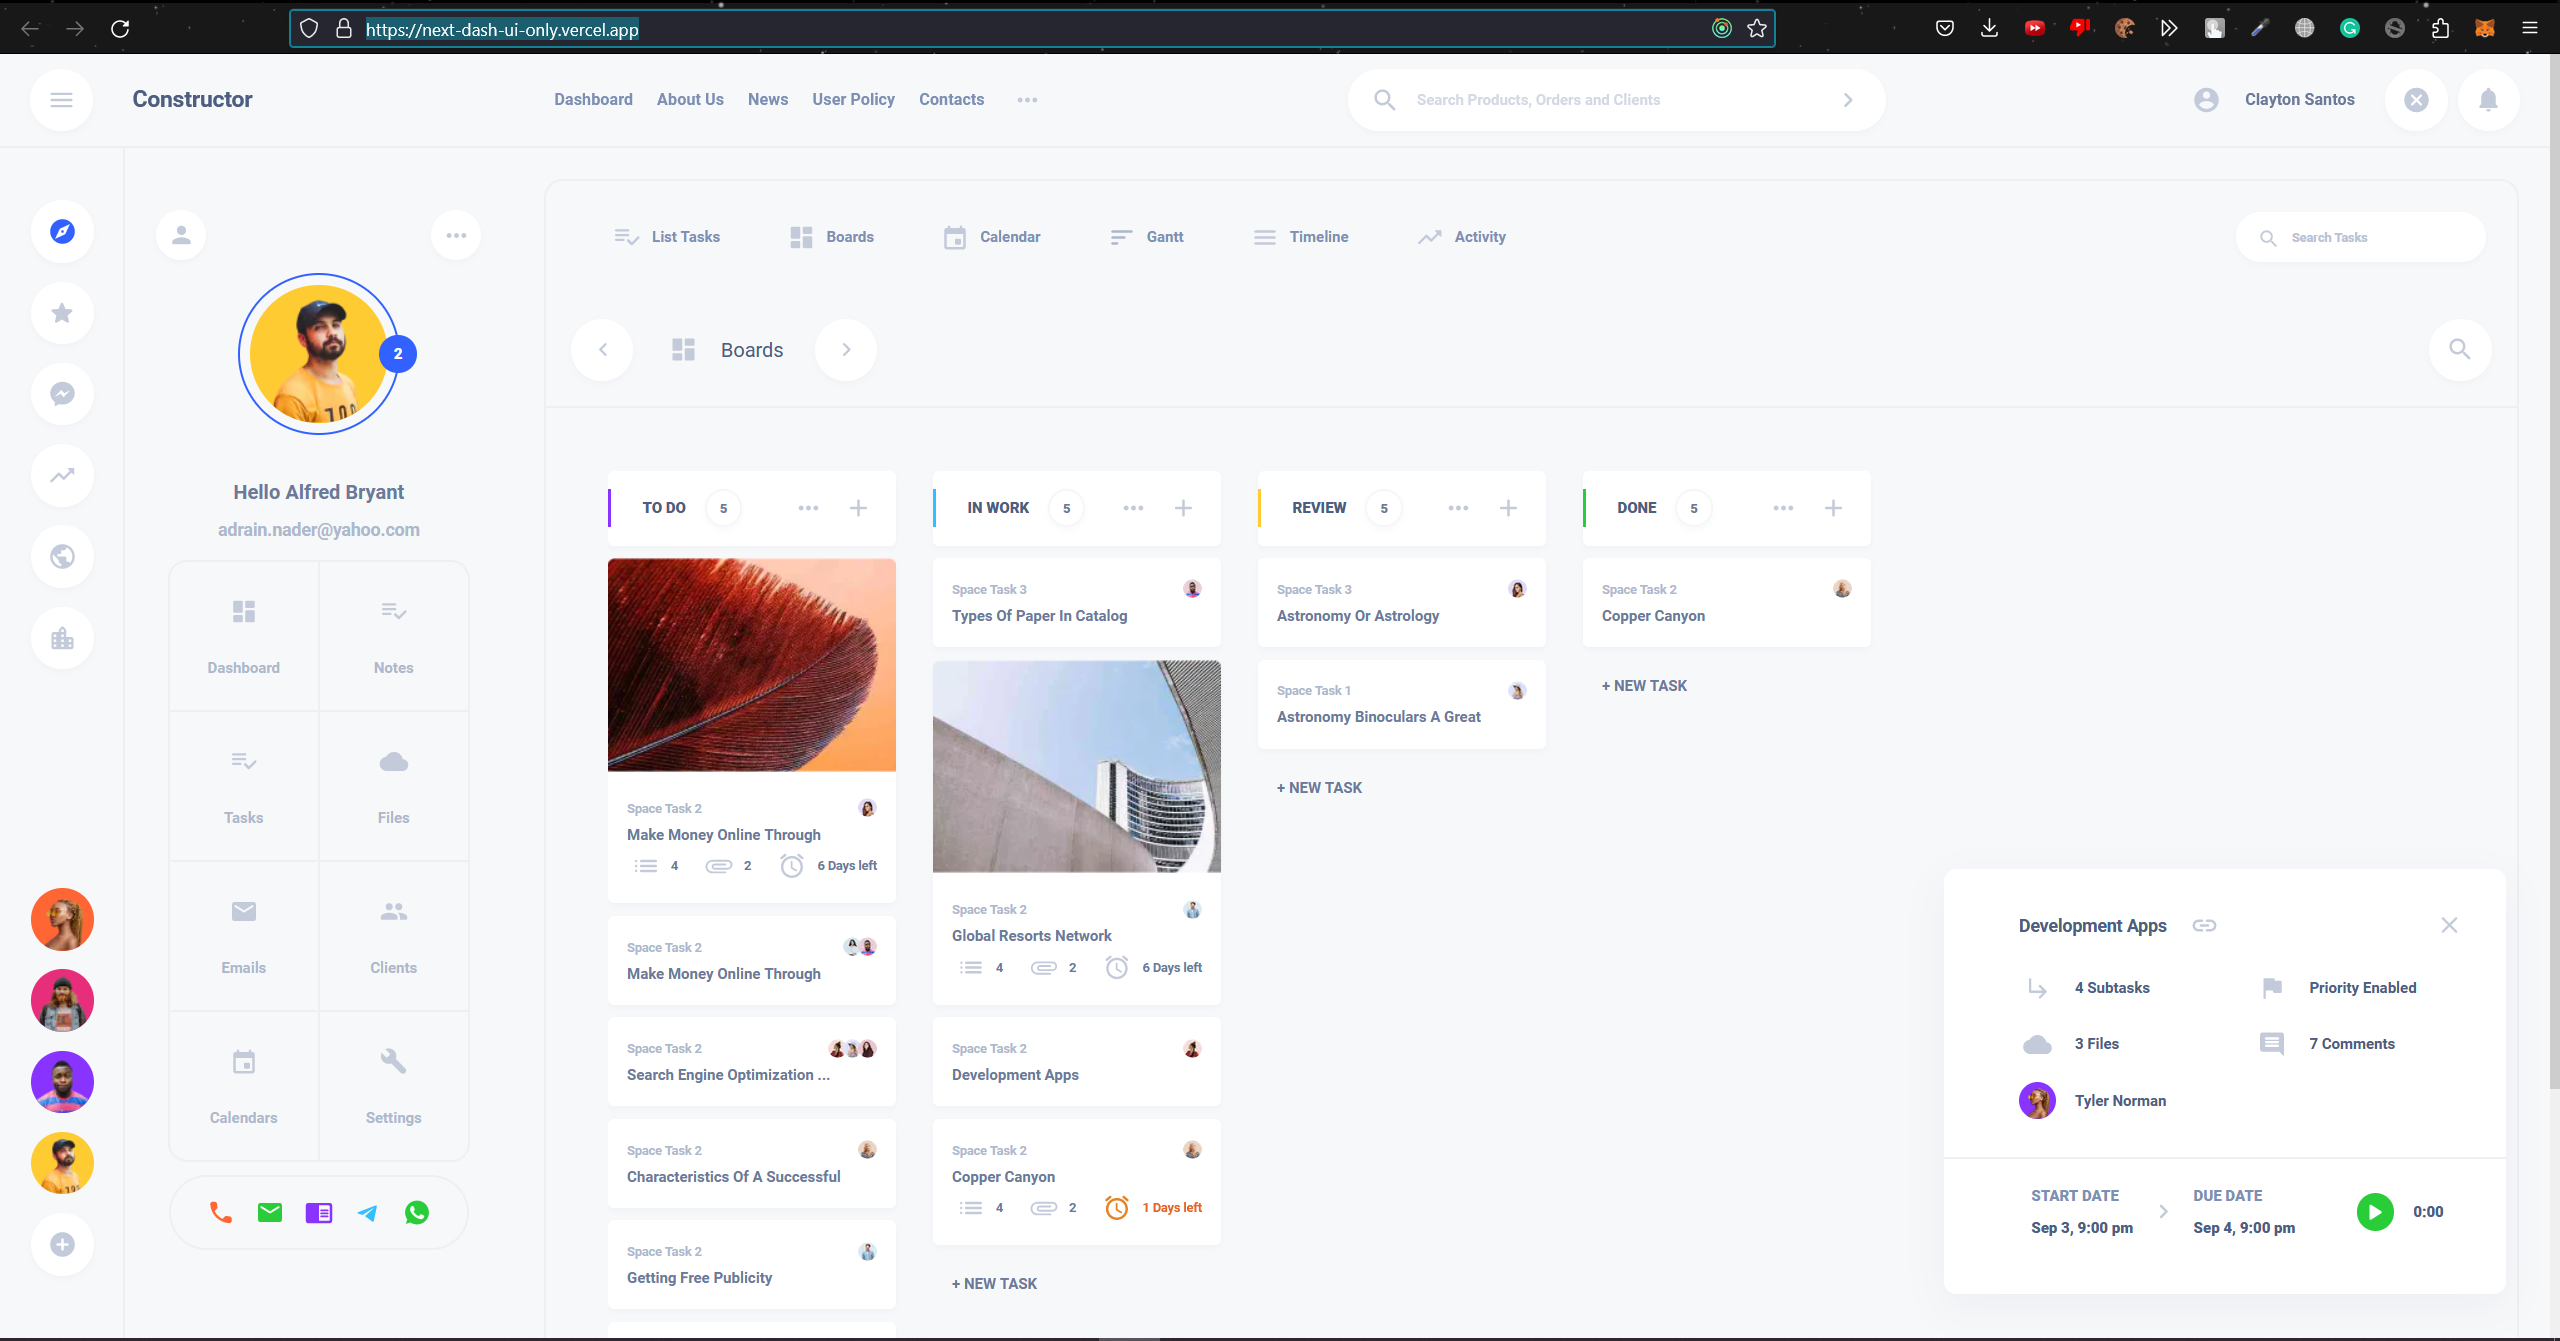 https://next-dash-ui-only.vercel.app
Constructor
Dashboard About Us News User Policy Contacts
Search Products, Orders and Clients
Clayton Santos
List Tasks Boards Calendar Gantt Timeline Activity
Search Tasks
Boards
2
Hello Alfred Bryant
adrain.nader@yahoo.com
Dashboard Notes
Tasks Files
Emails Clients
Calendars Settings
TO DO 5
Space Task 2
Make Money Online Through
4 2 6 Days left
Space Task 2
Make Money Online Through
Space Task 2
Search Engine Optimization ...
Space Task 2
Characteristics Of A Successful
Space Task 2
Getting Free Publicity
IN WORK 5
Space Task 3
Types Of Paper In Catalog
Space Task 2
Global Resorts Network
4 2 6 Days left
Space Task 2
Development Apps
Space Task 2
Copper Canyon
4 2 1 Days left
+ NEW TASK
REVIEW 5
Space Task 3
Astronomy Or Astrology
Space Task 1
Astronomy Binoculars A Great
+ NEW TASK
DONE 5
Space Task 2
Copper Canyon
+ NEW TASK
Development Apps
4 Subtasks Priority Enabled
3 Files 7 Comments
Tyler Norman
START DATE DUE DATE
Sep 3, 9:00 pm Sep 4, 9:00 pm 0:00